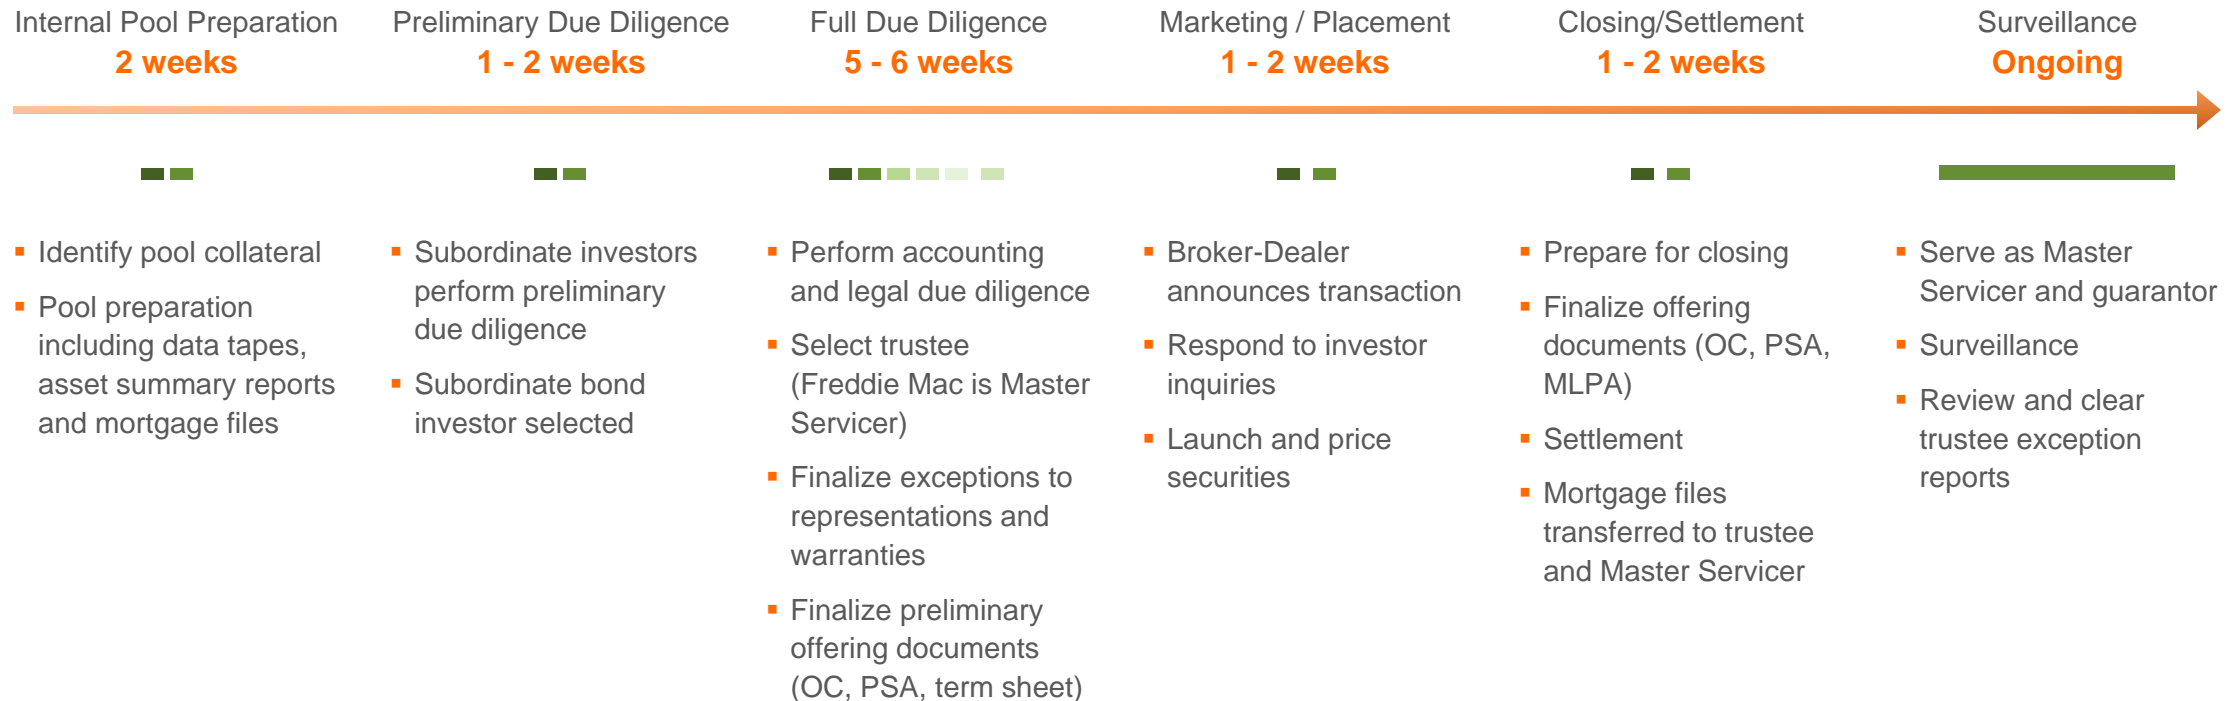 Internal Pool Preparation
2 weeks
Preliminary Due Diligence
1 - 2 weeks
Full Due Diligence
5 - 6 weeks
Marketing / Placement
1 - 2 weeks
Closing/Settlement
1 - 2 weeks
Surveillance
Ongoing
▪ Identify pool collateral
▪ Pool preparation
including data tapes,
asset summary reports
and mortgage files
▪ Subordinate investors
perform preliminary
due diligence
▪ Subordinate bond
investor selected
▪ Perform accounting
and legal due diligence
▪ Select trustee
(Freddie Mac is Master
Servicer)
▪ Finalize exceptions to
representations and
warranties
▪ Finalize preliminary
offering documents
(OC, PSA, term sheet)
▪ Broker-Dealer
announces transaction
▪ Respond to investor
inquiries
▪ Launch and price
securities
▪ Prepare for closing
▪ Finalize offering
documents (OC, PSA,
MLPA)
▪ Settlement
▪ Mortgage files
transferred to trustee
and Master Servicer
▪ Serve as Master
Servicer and guarantor
▪ Surveillance
▪ Review and clear
trustee exception
reports